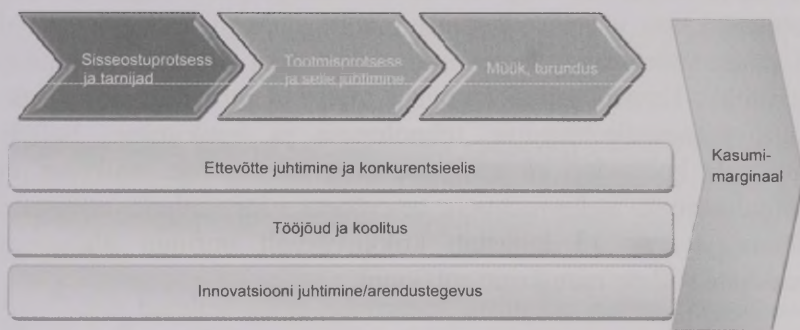 Sisseostuprotsess
ja tarnijad
Tootmisprotsess
ja selle juhtimine
Müük, turundus
Ettevõtte juhtimine ja konkurentsieelis
Tööjõud ja koolitus
Innovatsiooni juhtimine/arendustegevus
Kasumi-
marginaal